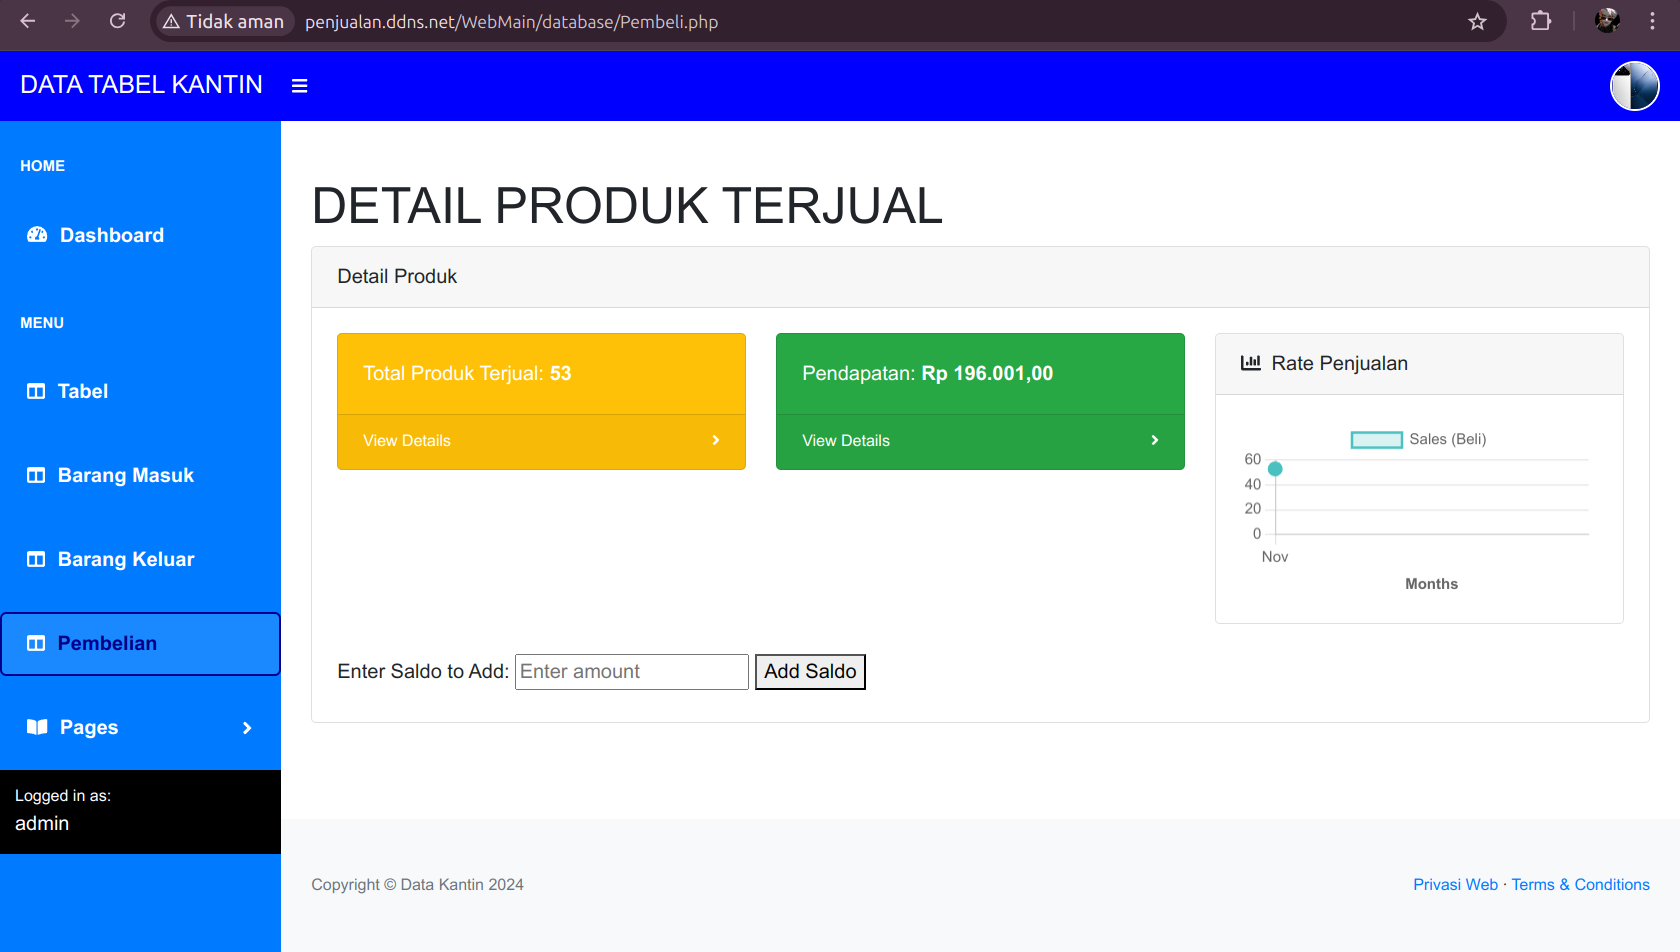 Tidak aman penjualan.ddns.net/WebMain/database/Pembeli.php
DATA TABEL KANTIN
HOME
Dashboard
MENU
Tabel
Barang Masuk
Barang Keluar
Pembelian
Pages
Logged in as:
admin
DETAIL PRODUK TERJUAL
Detail Produk
Total Produk Terjual: 53
View Details
Pendapatan: Rp 196.001,00
View Details
Rate Penjualan
Sales (Beli)
60
40
20
0
Nov
Months
Enter Saldo to Add: Enter amount Add Saldo
Copyright © Data Kantin 2024
Privasi Web · Terms & Conditions